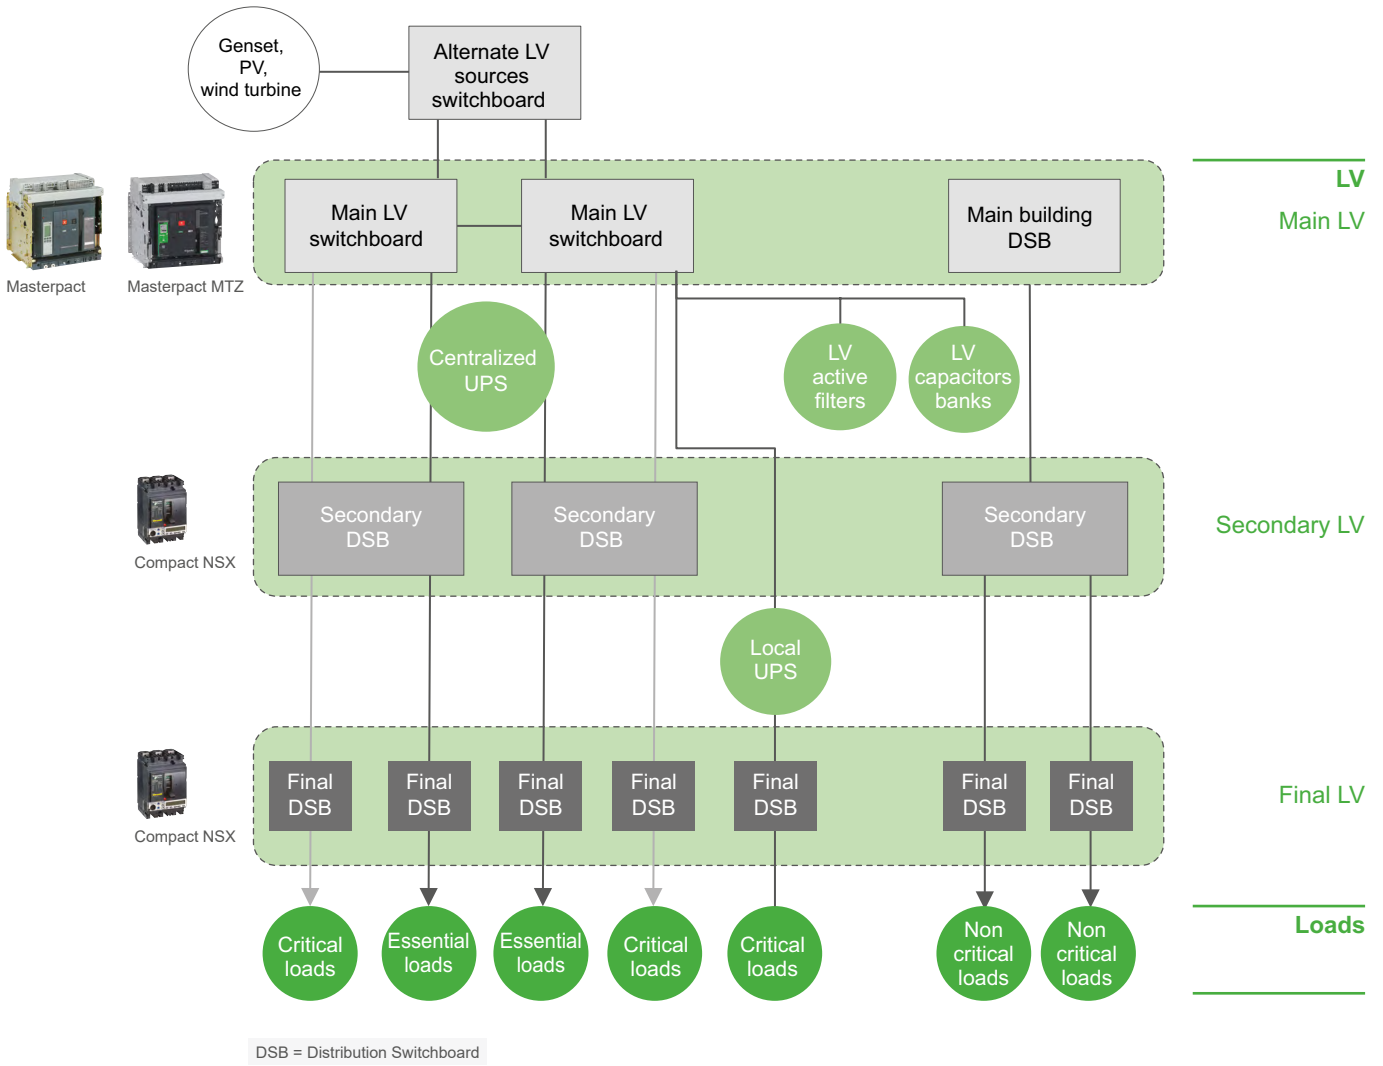 Genset,
PV,
wind turbine
Alternate LV
sources
switchboard
LV
Main LV
switchboard
Main LV
switchboard
Main building
DSB
Main LV
Masterpact
Masterpact MTZ
Centralized
UPS
LV
active
filters
LV
capacitors
banks
Secondary
DSB
Secondary
DSB
Secondary
DSB
Secondary LV
Compact NSX
Local
UPS
Final
DSB
Final
DSB
Final
DSB
Final
DSB
Final
DSB
Final
DSB
Final
DSB
Final LV
Compact NSX
Critical
loads
Essential
loads
Essential
loads
Critical
loads
Critical
loads
Non
critical
loads
Non
critical
loads
Loads
DSB = Distribution Switchboard